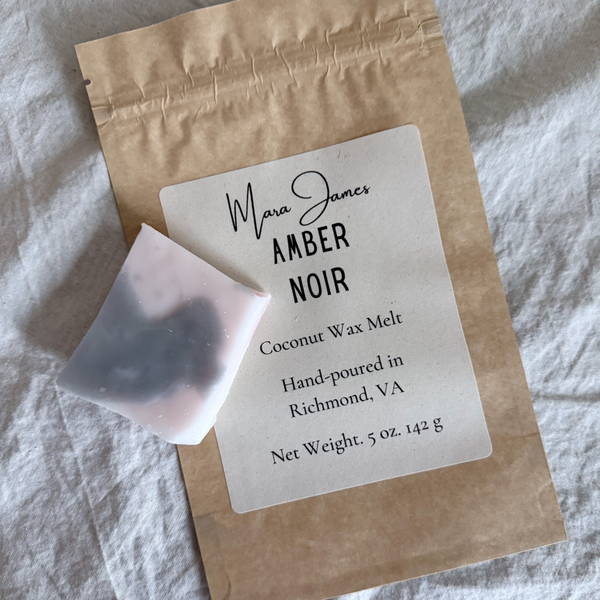 Mara James
AMBER
NOIR
Coconut Wax Melt
Hand-poured in
Richmond, VA
Net Weight. 5 oz. 142 g